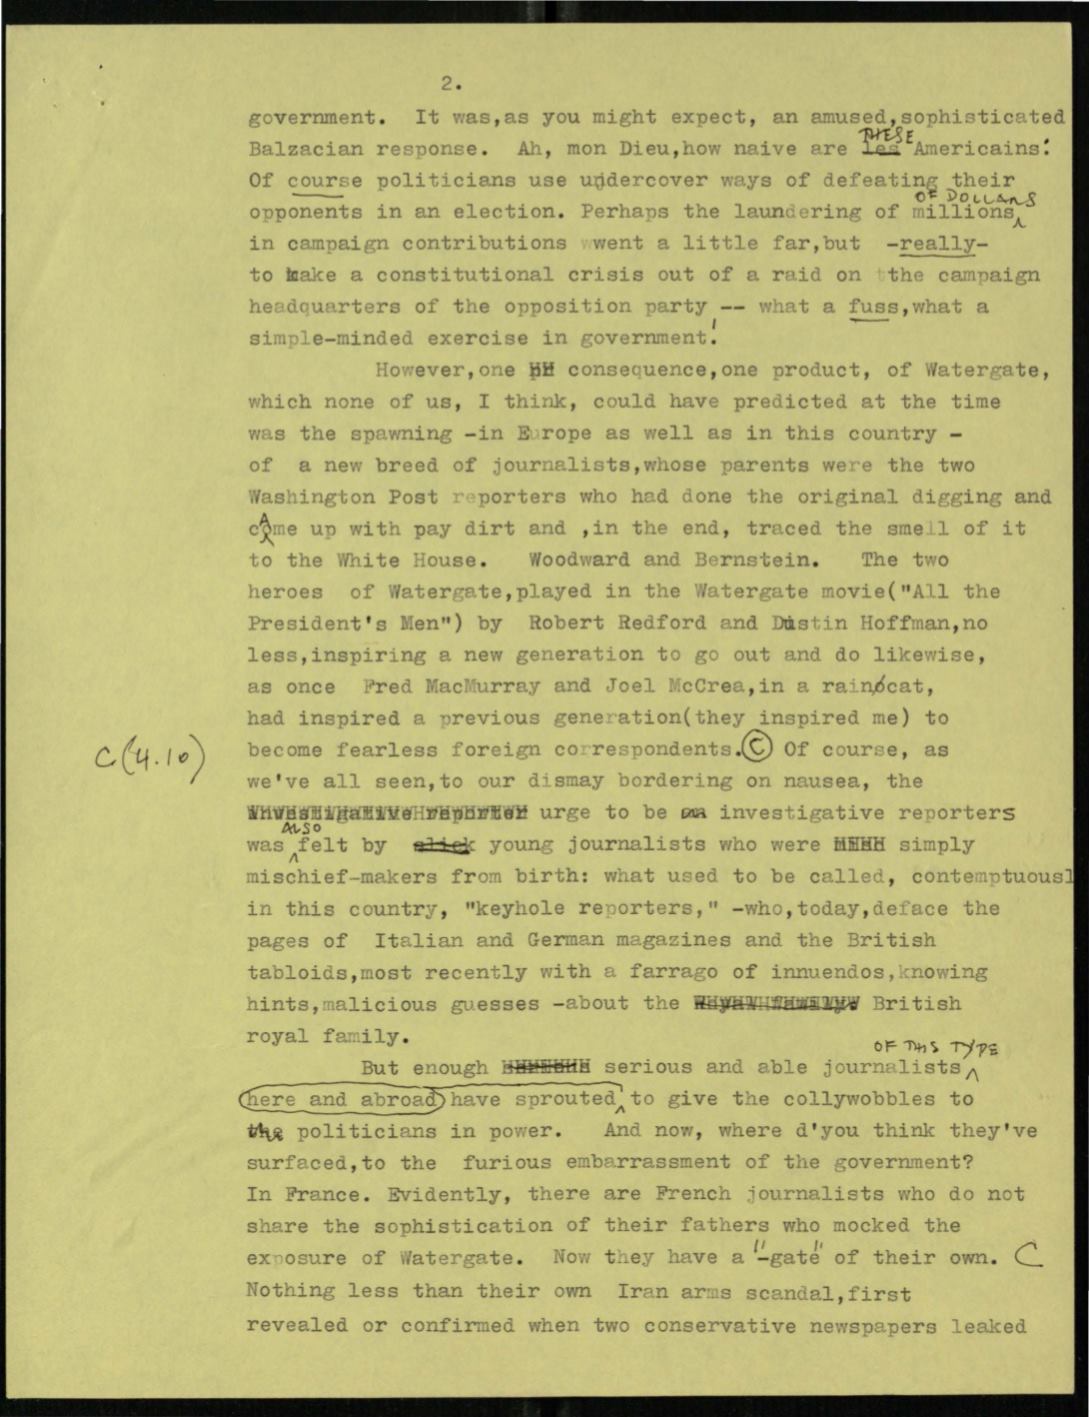 2.
government. It was,as you might expect, an amused,sophisticated
Balzacian response. Ah, mon Dieu,how naive are les THESE Americains!
Of course politicians use undercover ways of defeating their
opponents in an election. Perhaps the laundering of millions OF DOLLARS
in campaign contributions went a little far,but -really-
to make a constitutional crisis out of a raid on the campaign
headquarters of the opposition party -- what a fuss,what a
simple-minded exercise in government!
However,one consequence,one product, of Watergate,
which none of us, I think, could have predicted at the time
was the spawning -in Europe as well as in this country -
of a new breed of journalists,whose parents were the two
Washington Post reporters who had done the original digging and
cAme up with pay dirt and ,in the end, traced the smell of it
to the White House. Woodward and Bernstein. The two
heroes of Watergate,played in the Watergate movie("All the
President's Men") by Robert Redford and Dustin Hoffman,no
less,inspiring a new generation to go out and do likewise,
as once Fred MacMurray and Joel McCrea,in a rainocat,
had inspired a previous generation(they inspired me) to
become fearless foreign correspondents. C Of course, as
C(4.10)
we've all seen,to our dismay bordering on nausea, the
investigative reporter urge to be an investigative reporters
was ALSO felt by slick young journalists who were simply
mischief-makers from birth: what used to be called, contemptuousl
in this country, "keyhole reporters," -who,today,deface the
pages of Italian and German magazines and the British
tabloids,most recently with a farrago of innuendos,knowing
hints,malicious guesses -about the British
royal family.
But enough serious and able journalists OF THIS TYPE
here and abroad have sprouted to give the collywobbles to
the politicians in power. And now, where d'you think they've
surfaced,to the furious embarrassment of the government?
In France. Evidently, there are French journalists who do not
share the sophistication of their fathers who mocked the
exposure of Watergate. Now they have a "-gate" of their own. C
Nothing less than their own Iran arms scandal,first
revealed or confirmed when two conservative newspapers leaked